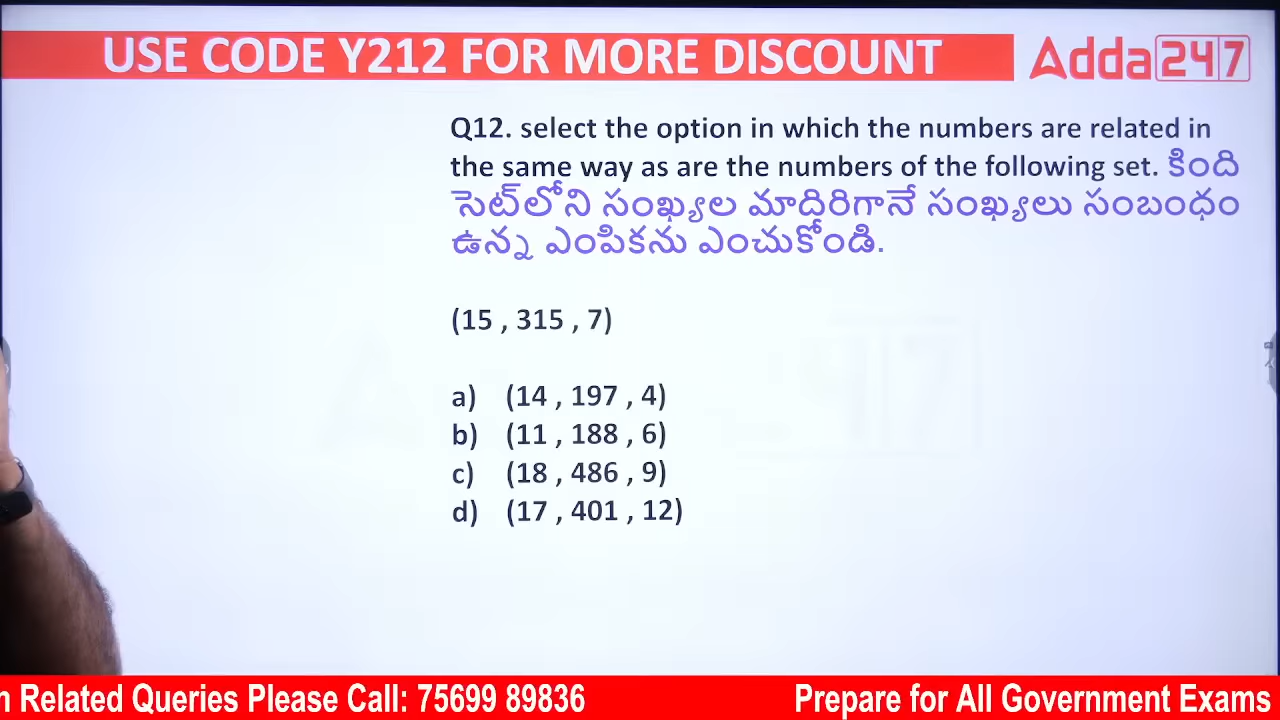 USE CODE Y212 FOR MORE DISCOUNT
Adda247
Q12. select the option in which the numbers are related in
the same way as are the numbers of the following set. కింది
సెట్‌లోని సంఖ్యల మాదిరిగానే సంఖ్యలు సంబంధం
ఉన్న ఎంపికను ఎంచుకోండి.
(15 , 315 , 7)
a) (14 , 197 , 4)
b) (11 , 188 , 6)
c) (18 , 486 , 9)
d) (17 , 401 , 12)
n Related Queries Please Call: 75699 89836 Prepare for All Government Exams